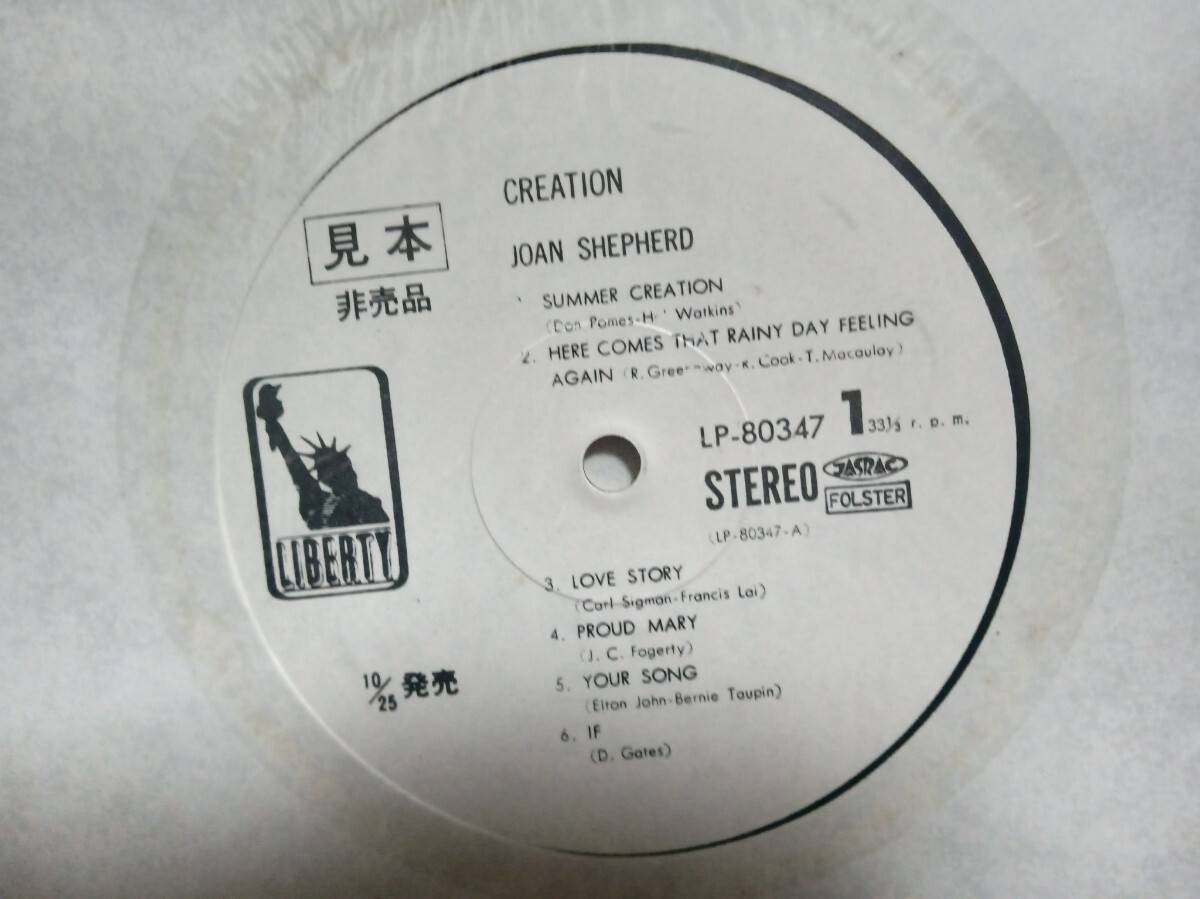 CREATION
JOAN SHEPHERD
見本
非売品
SUMMER CREATION
(Don Pomes-H Watkins)
2. HERE COMES THAT RAINY DAY FEELING
AGAIN (R. Greenaway-R. Cook-T. Macaulay)
LP-80347 1 33⅓ r. p. m.
STEREO JASRAC
FOLSTER
(LP-80347-A)
LIBERTY
3. LOVE STORY
(Carl Sigman-Francis Lai)
4. PROUD MARY
(J. C. Fogerty)
5. YOUR SONG
(Elton John-Bernie Taupin)
6. IF
(D. Gates)
10/25 発売